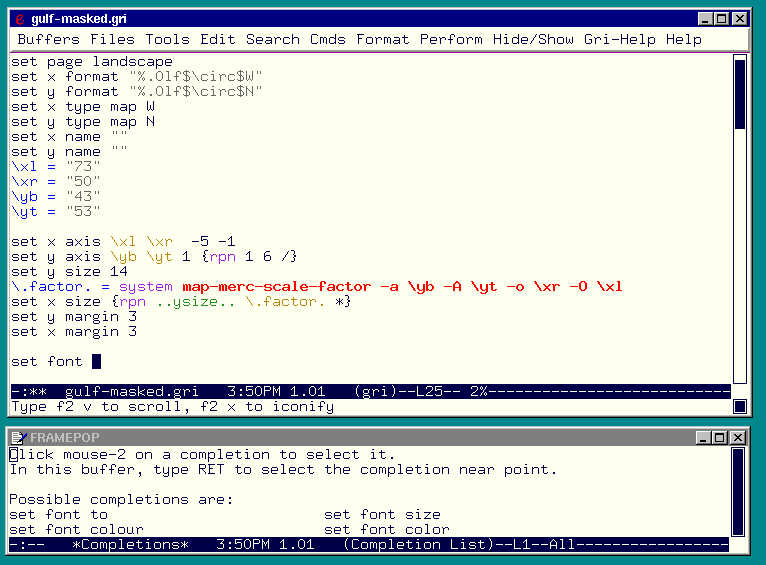 gulf-masked.gri
Buffers Files Tools Edit Search Cmds Format Perform Hide/Show Gri-Help Help
set page landscape
set x format "%.0lf$\circ$W"
set y format "%.0lf$\circ$N"
set x type map W
set y type map N
set x name ""
set y name ""
\xl = "73"
\xr = "50"
\yb = "43"
\yt = "53"
set x axis \xl \xr  -5 -1
set y axis \yb \yt 1 {rpn 1 6 /}
set y size 14
\.factor. = system map-merc-scale-factor -a \yb -A \yt -o \xr -O \xl
set x size {rpn ..ysize.. \.factor. *}
set y margin 3
set x margin 3
set font
-:**  gulf-masked.gri   3:50PM 1.01   (gri)--L25-- 2%---------------------------
Type f2 v to scroll, f2 x to iconify
FRAMEPOP
Click mouse-2 on a completion to select it.
In this buffer, type RET to select the completion near point.
Possible completions are:
set font to                        set font size
set font colour                    set font color
-:--   *Completions*   3:50PM 1.01   (Completion List)--L1--All-----------------